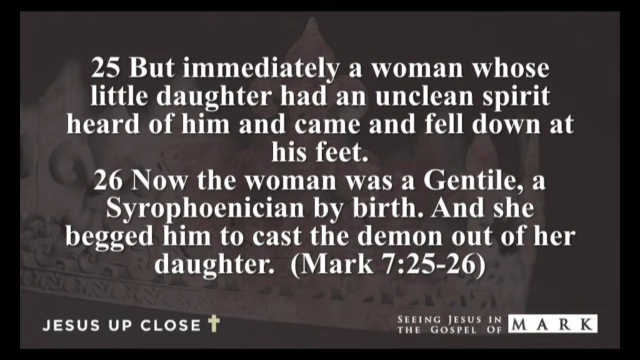 25 But immediately a woman whose
little daughter had an unclean spirit
heard of him and came and fell down at
his feet.
26 Now the woman was a Gentile, a
Syrophoenician by birth. And she
begged him to cast the demon out of her
daughter.  (Mark 7:25-26)
JESUS UP CLOSE
SEEING JESUS IN
THE GOSPEL OF MARK